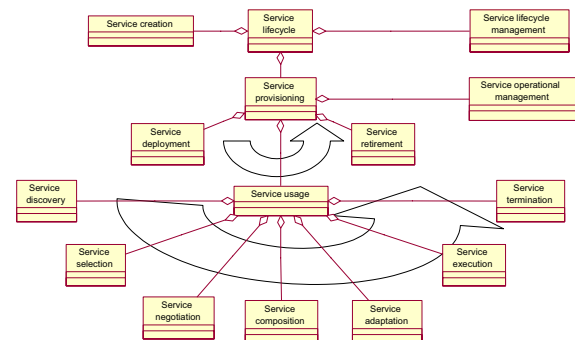 Service creation
Service
lifecycle
Service lifecycle
management
Service
provisioning
Service operational
management
Service
deployment
Service
retirement
Service
discovery
Service usage
Service
termination
Service
selection
Service
execution
Service
negotiation
Service
composition
Service
adaptation